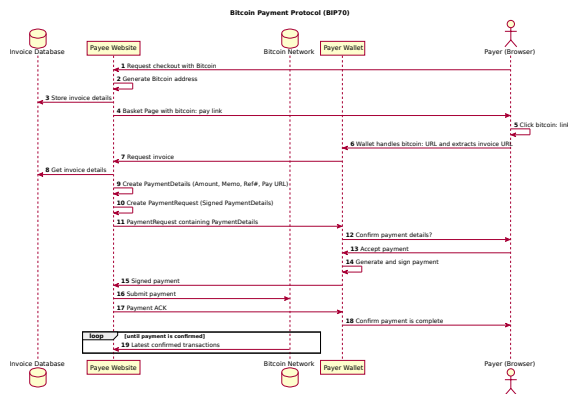 Bitcoin Payment Protocol (BIP70)
Invoice Database
Payee Website
Bitcoin Network
Payer Wallet
Payer (Browser)
1 Request checkout with Bitcoin
2 Generate Bitcoin address
3 Store invoice details
4 Basket Page with bitcoin: pay link
5 Click bitcoin: link
6 Wallet handles bitcoin: URL and extracts invoice URL
7 Request invoice
8 Get invoice details
9 Create PaymentDetails (Amount, Memo, Ref#, Pay URL)
10 Create PaymentRequest (Signed PaymentDetails)
11 PaymentRequest containing PaymentDetails
12 Confirm payment details?
13 Accept payment
14 Generate and sign payment
15 Signed payment
16 Submit payment
17 Payment ACK
18 Confirm payment is complete
loop [until payment is confirmed]
19 Latest confirmed transactions
Invoice Database
Payee Website
Bitcoin Network
Payer Wallet
Payer (Browser)